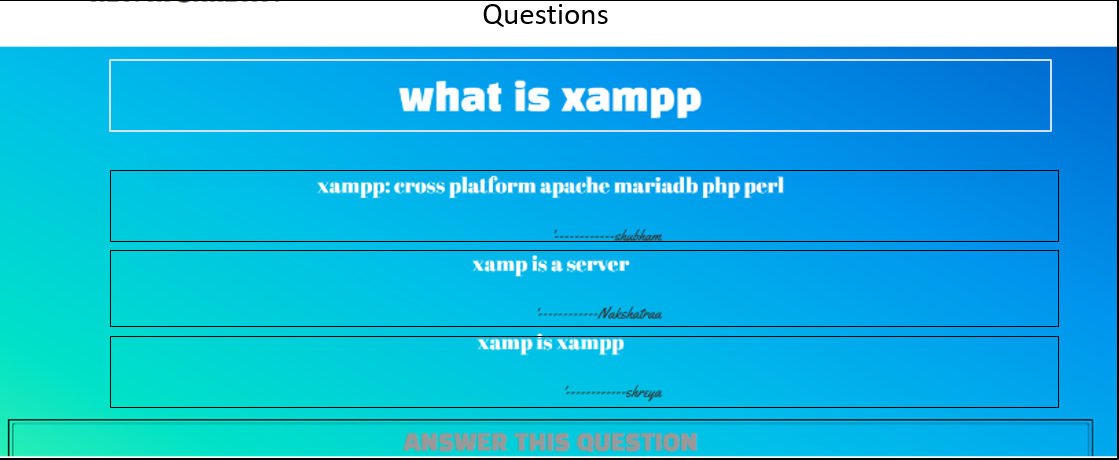 Questions
what is xampp
xampp: cross platform apache mariadb php perl
'------------shubham
xamp is a server
'------------Nakshatraa
xamp is xampp
'------------shreya
ANSWER THIS QUESTION